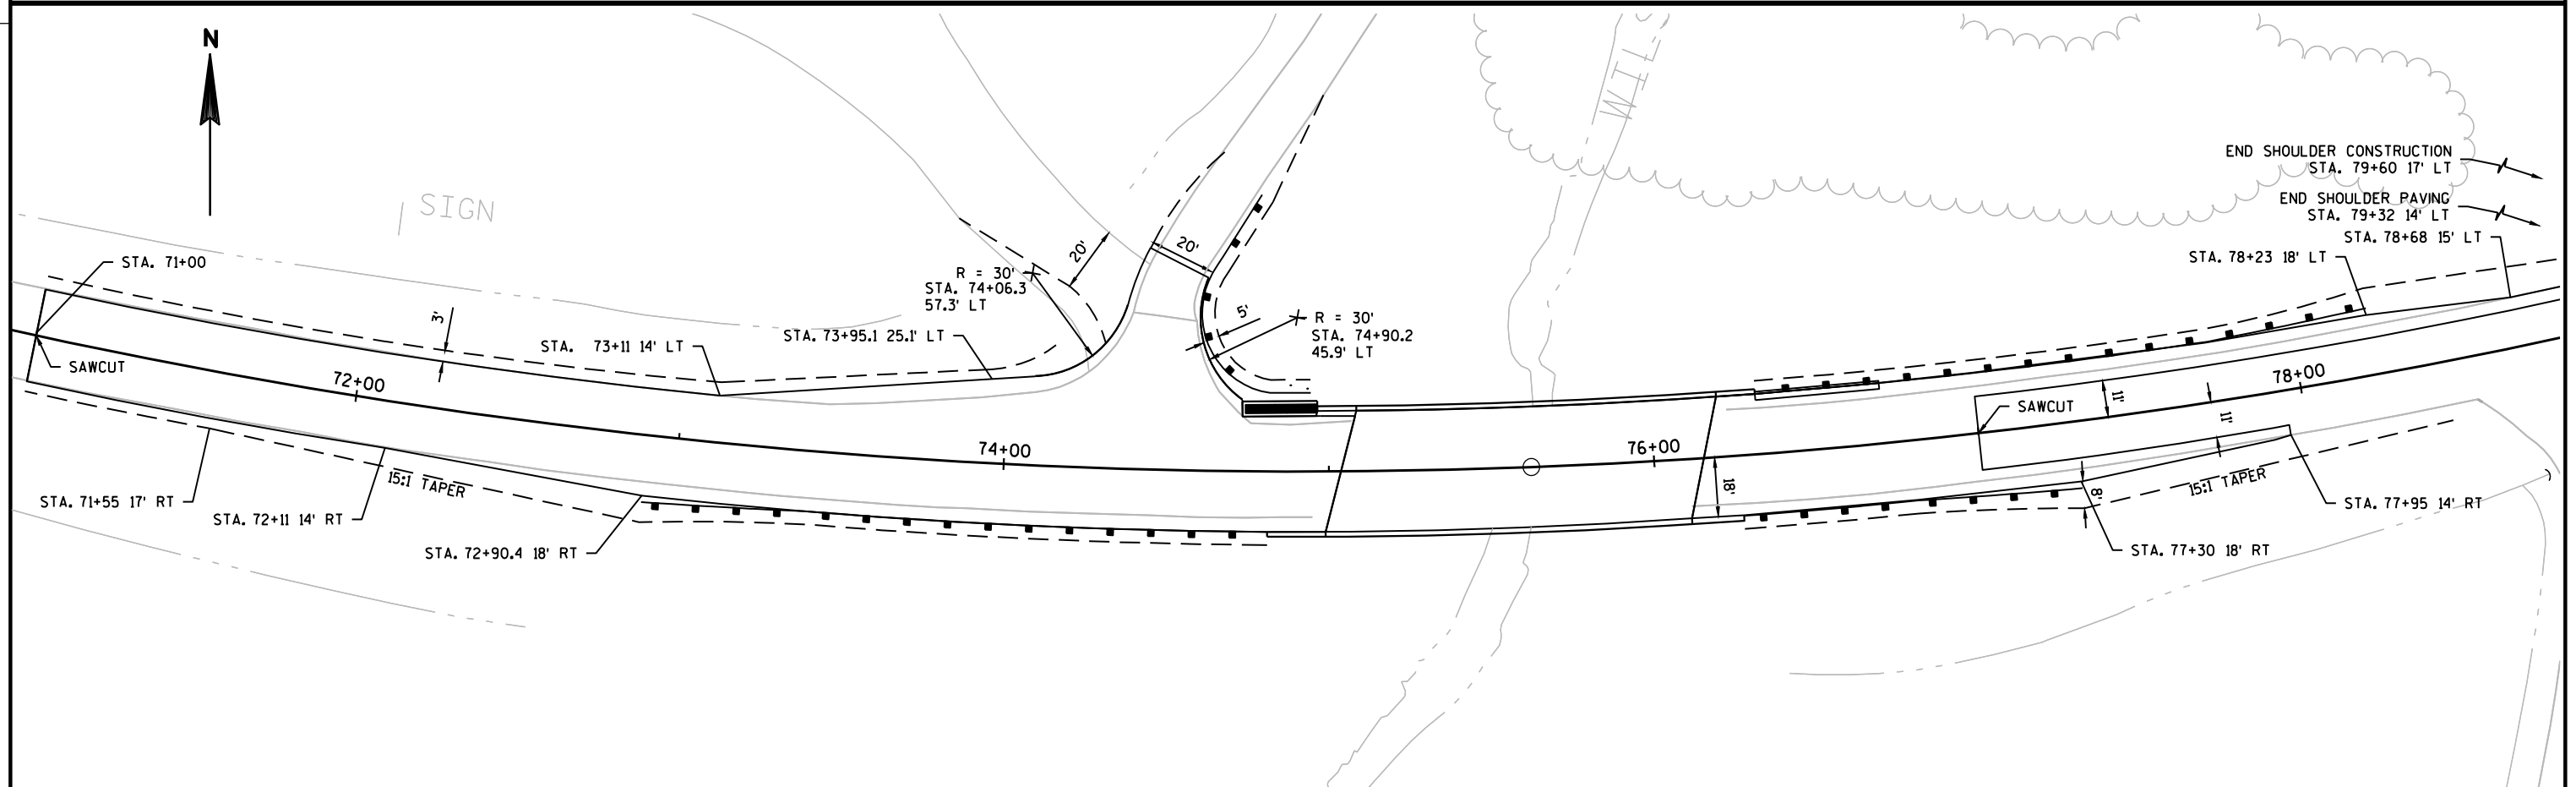 N
SIGN
MIL
END SHOULDER CONSTRUCTION
STA. 79+60 17' LT
END SHOULDER PAVING
STA. 79+32 14' LT
STA. 78+68 15' LT
STA. 78+23 18' LT
STA. 71+00
SAWCUT
3'
72+00
STA. 73+11 14' LT
STA. 73+95.1 25.1' LT
R = 30'
STA. 74+06.3
57.3' LT
20'
20'
5'
R = 30'
STA. 74+90.2
45.9' LT
74+00
76+00
18'
SAWCUT
11'
11'
78+00
STA. 71+55 17' RT
STA. 72+11 14' RT
15:1 TAPER
STA. 72+90.4 18' RT
8'
15:1 TAPER
STA. 77+95 14' RT
STA. 77+30 18' RT